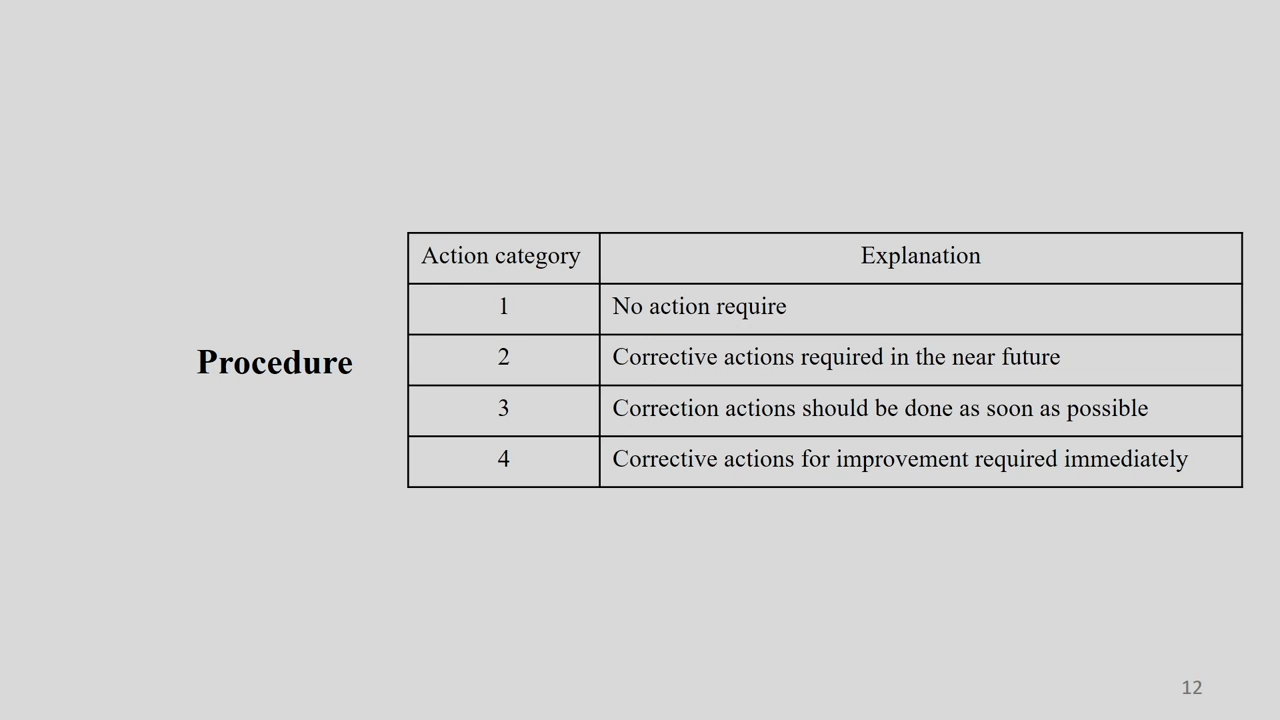 Procedure
Action category Explanation
1 No action require
2 Corrective actions required in the near future
3 Correction actions should be done as soon as possible
4 Corrective actions for improvement required immediately
12